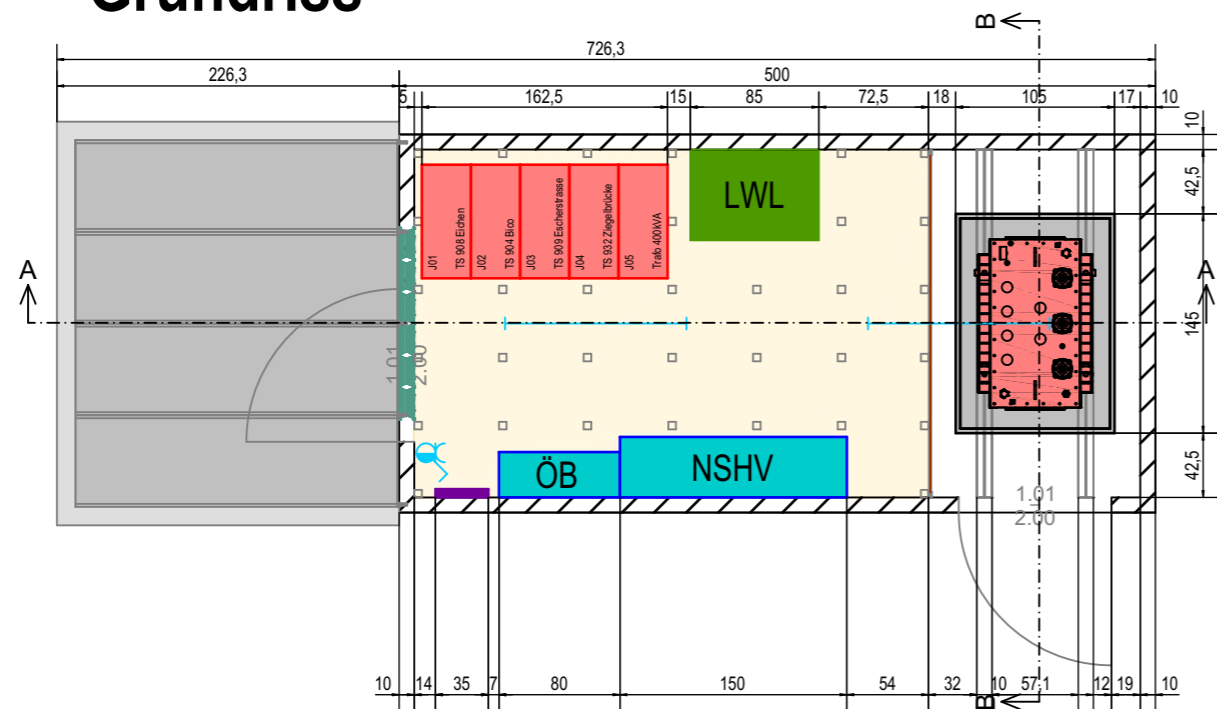 Grundriss
B
726,3
226,3
500
5
162,5
15
85
72,5
18
105
17
10
10
42,5
145
42,5
A
A
J01
TS 908 Eichen
J02
TS 904 Bico
J03
TS 909 Escherstrasse
J04
TS 932 Ziegelbrücke
J05
Trafo 400kVA
LWL
1.01
2.00
ÖB
NSHV
1.01
2.00
10
14
35
7
80
150
54
32
10
57,1
12
19
10
B